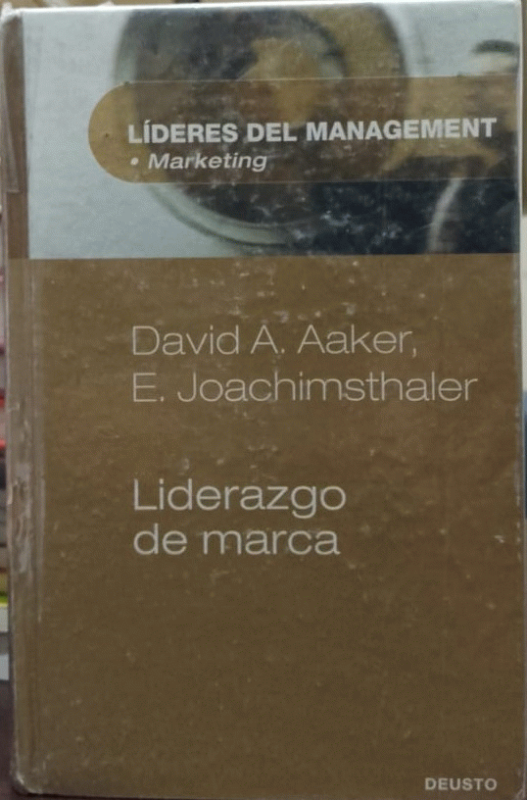 LÍDERES DEL MANAGEMENT
• Marketing
David A. Aaker,
E. Joachimsthaler
Liderazgo
de marca
DEUSTO